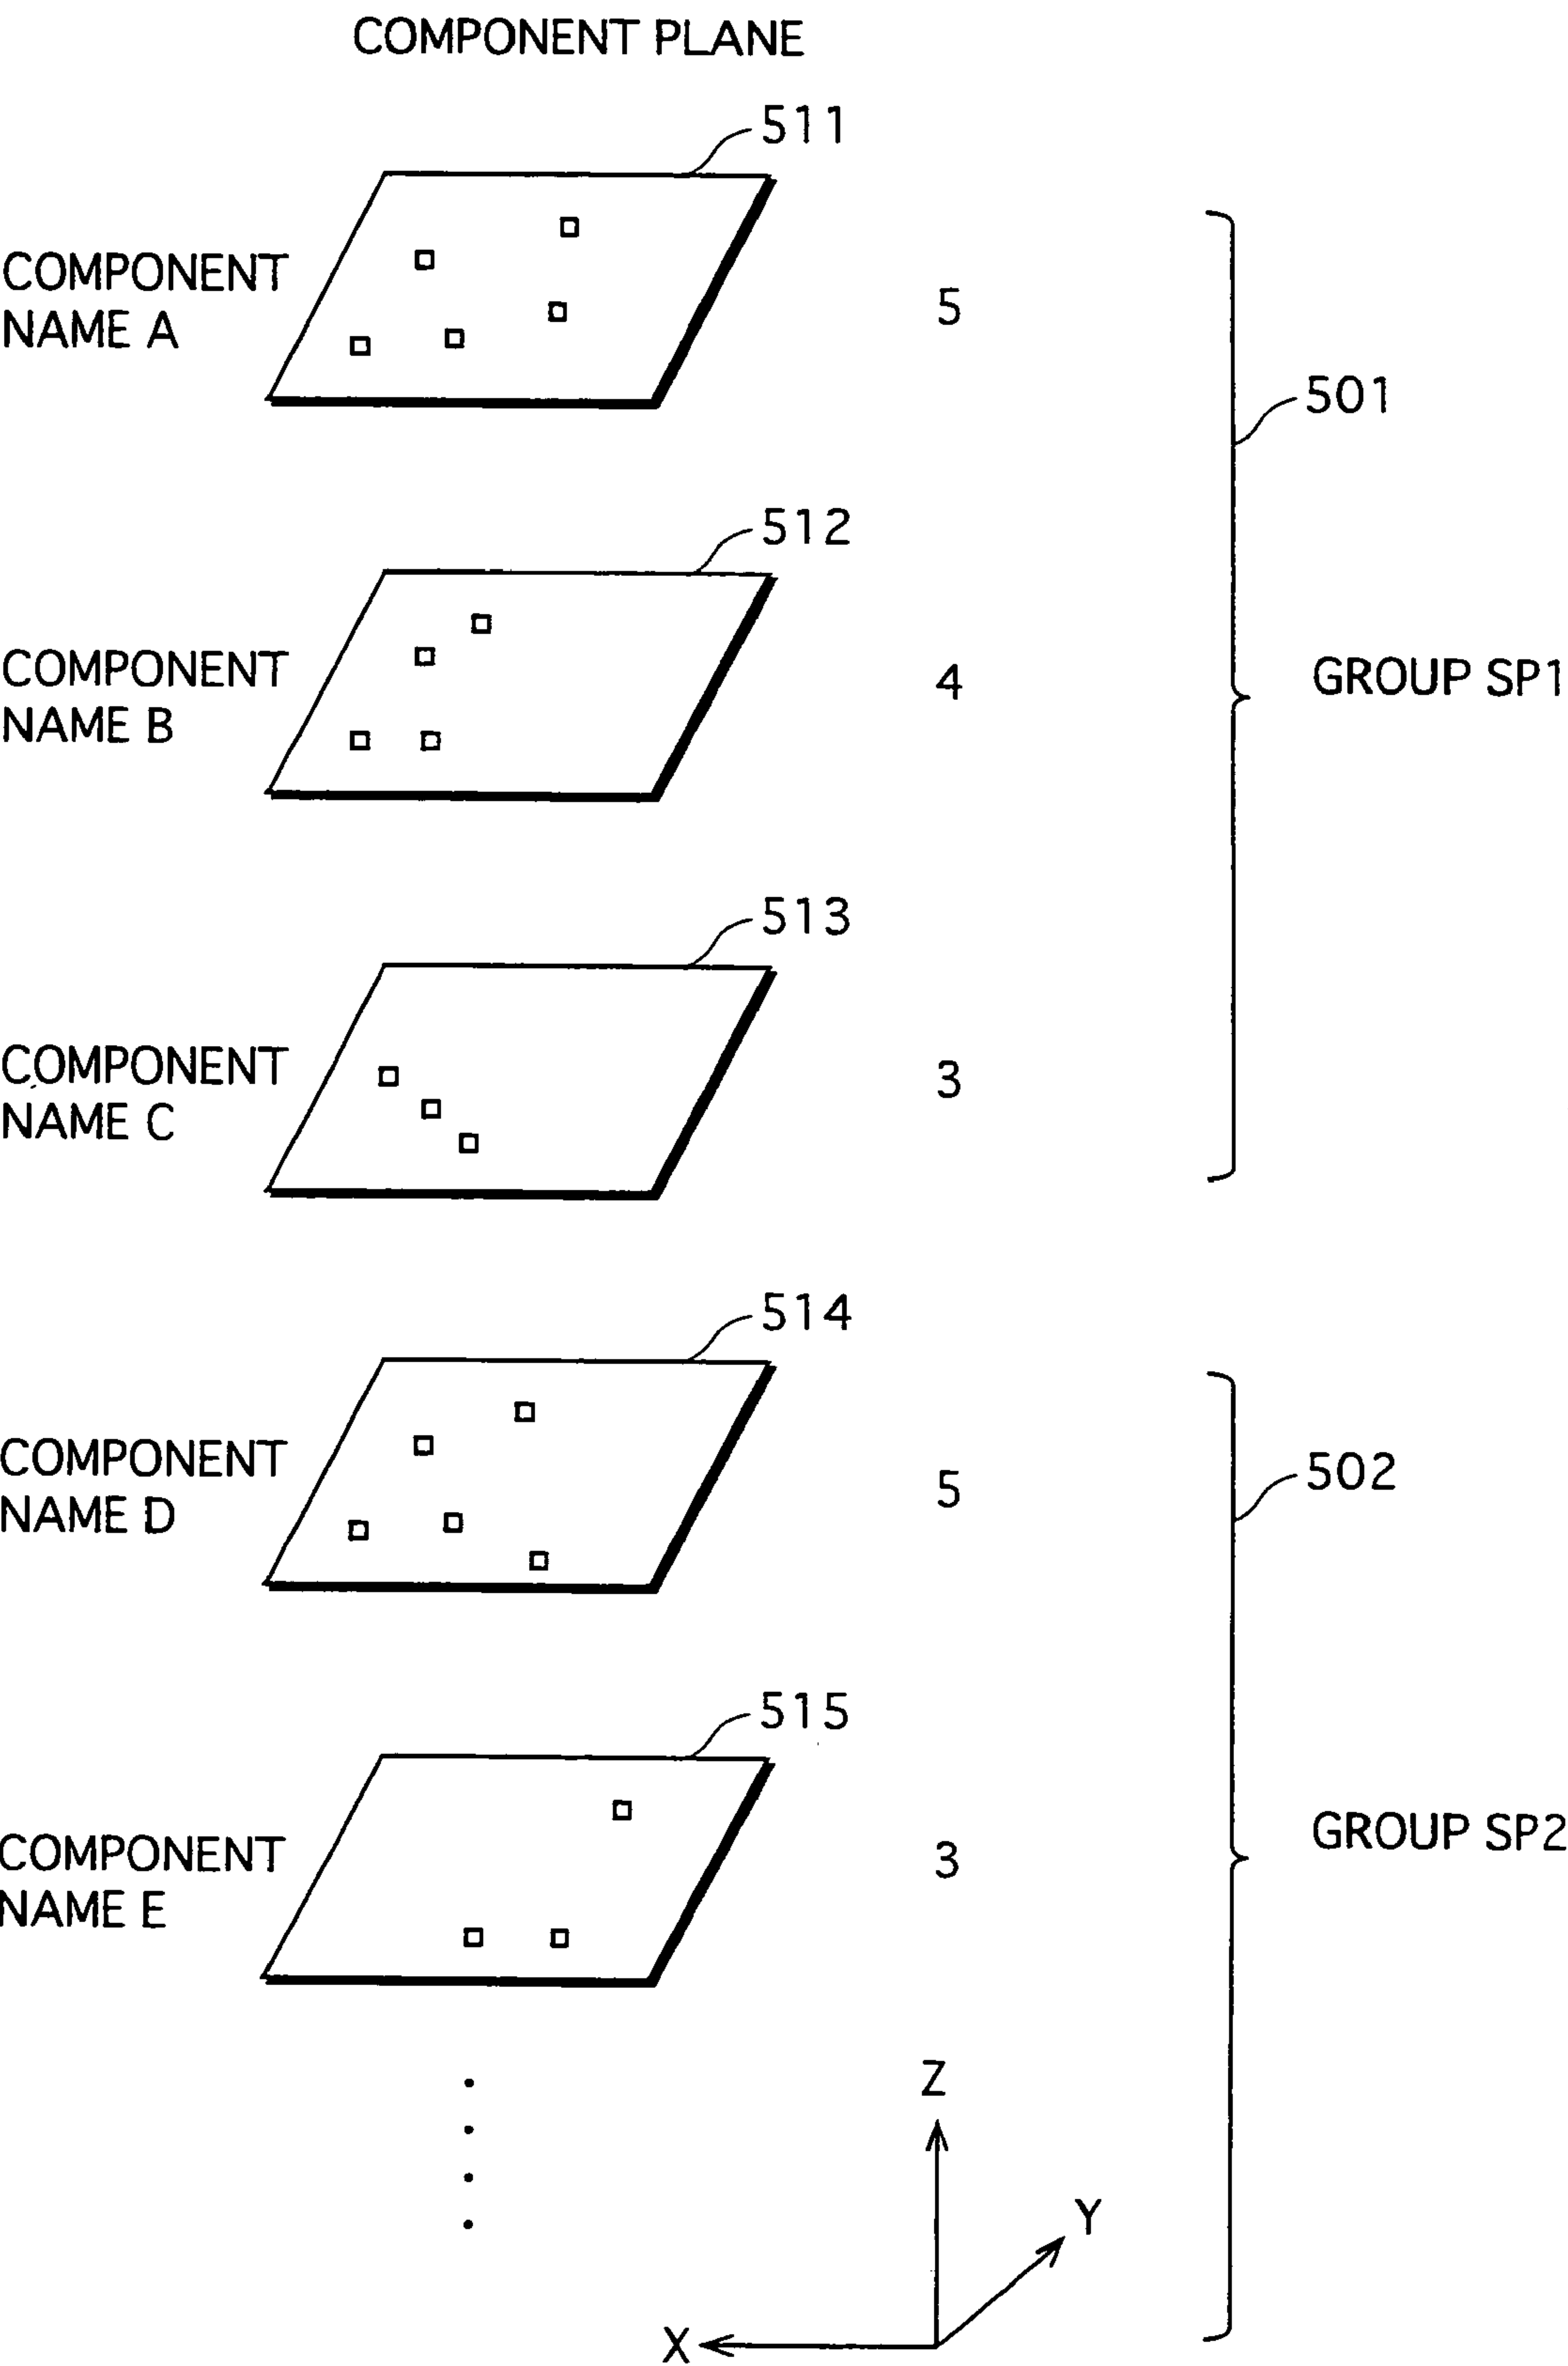 COMPONENT PLANE
511
COMPONENT
NAME A
5
501
512
COMPONENT
NAME B
4
GROUP SP1
513
COMPONENT
NAME C
3
514
COMPONENT
NAME D
5
502
515
COMPONENT
NAME E
3
GROUP SP2
Z
Y
X